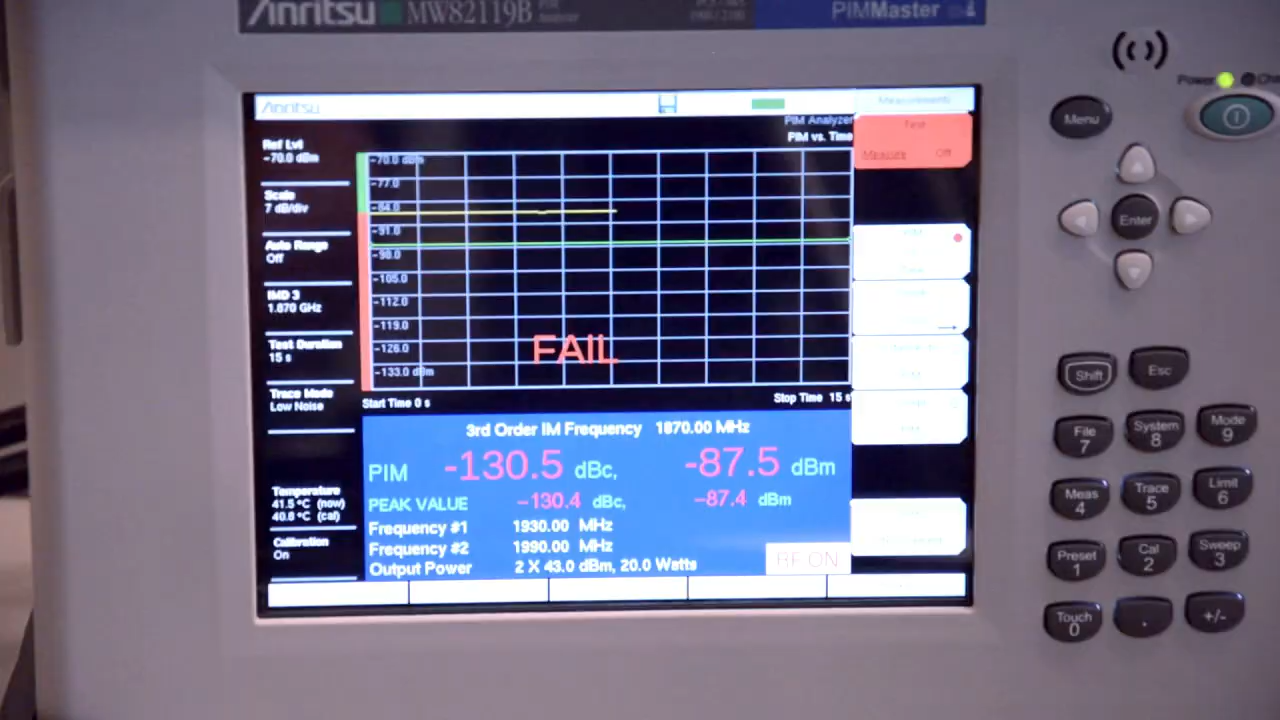 Anritsu MW82119B
PIMMaster
Power
Anritsu
Measurements
PIM Analyzer
PIM vs. Time
Test
Measure Off
Ref Lvl
-70.0 dBm
Scale
7 dB/div
Auto Range
Off
IMD 3
1.870 GHz
Test Duration
15 s
Trace Mode
Low Noise
Temperature
41.5 °C (now)
40.8 °C (cal)
Calibration
On
-70.0 dBm
-77.0
-84.0
-91.0
-98.0
-105.0
-112.0
-119.0
-126.0
-133.0 dBm
FAIL
Start Time 0 s
Stop Time 15 s
3rd Order IM Frequency 1870.00 MHz
PIM -130.5 dBc, -87.5 dBm
PEAK VALUE -130.4 dBc, -87.4 dBm
Frequency #1 1930.00 MHz
Frequency #2 1990.00 MHz
Output Power 2 X 43.0 dBm, 20.0 Watts
RF ON
Menu
Enter
Shift
Esc
File
7
System
8
Mode
9
Meas
4
Trace
5
Limit
6
Preset
1
Cal
2
Sweep
3
Touch
0
.
+/-